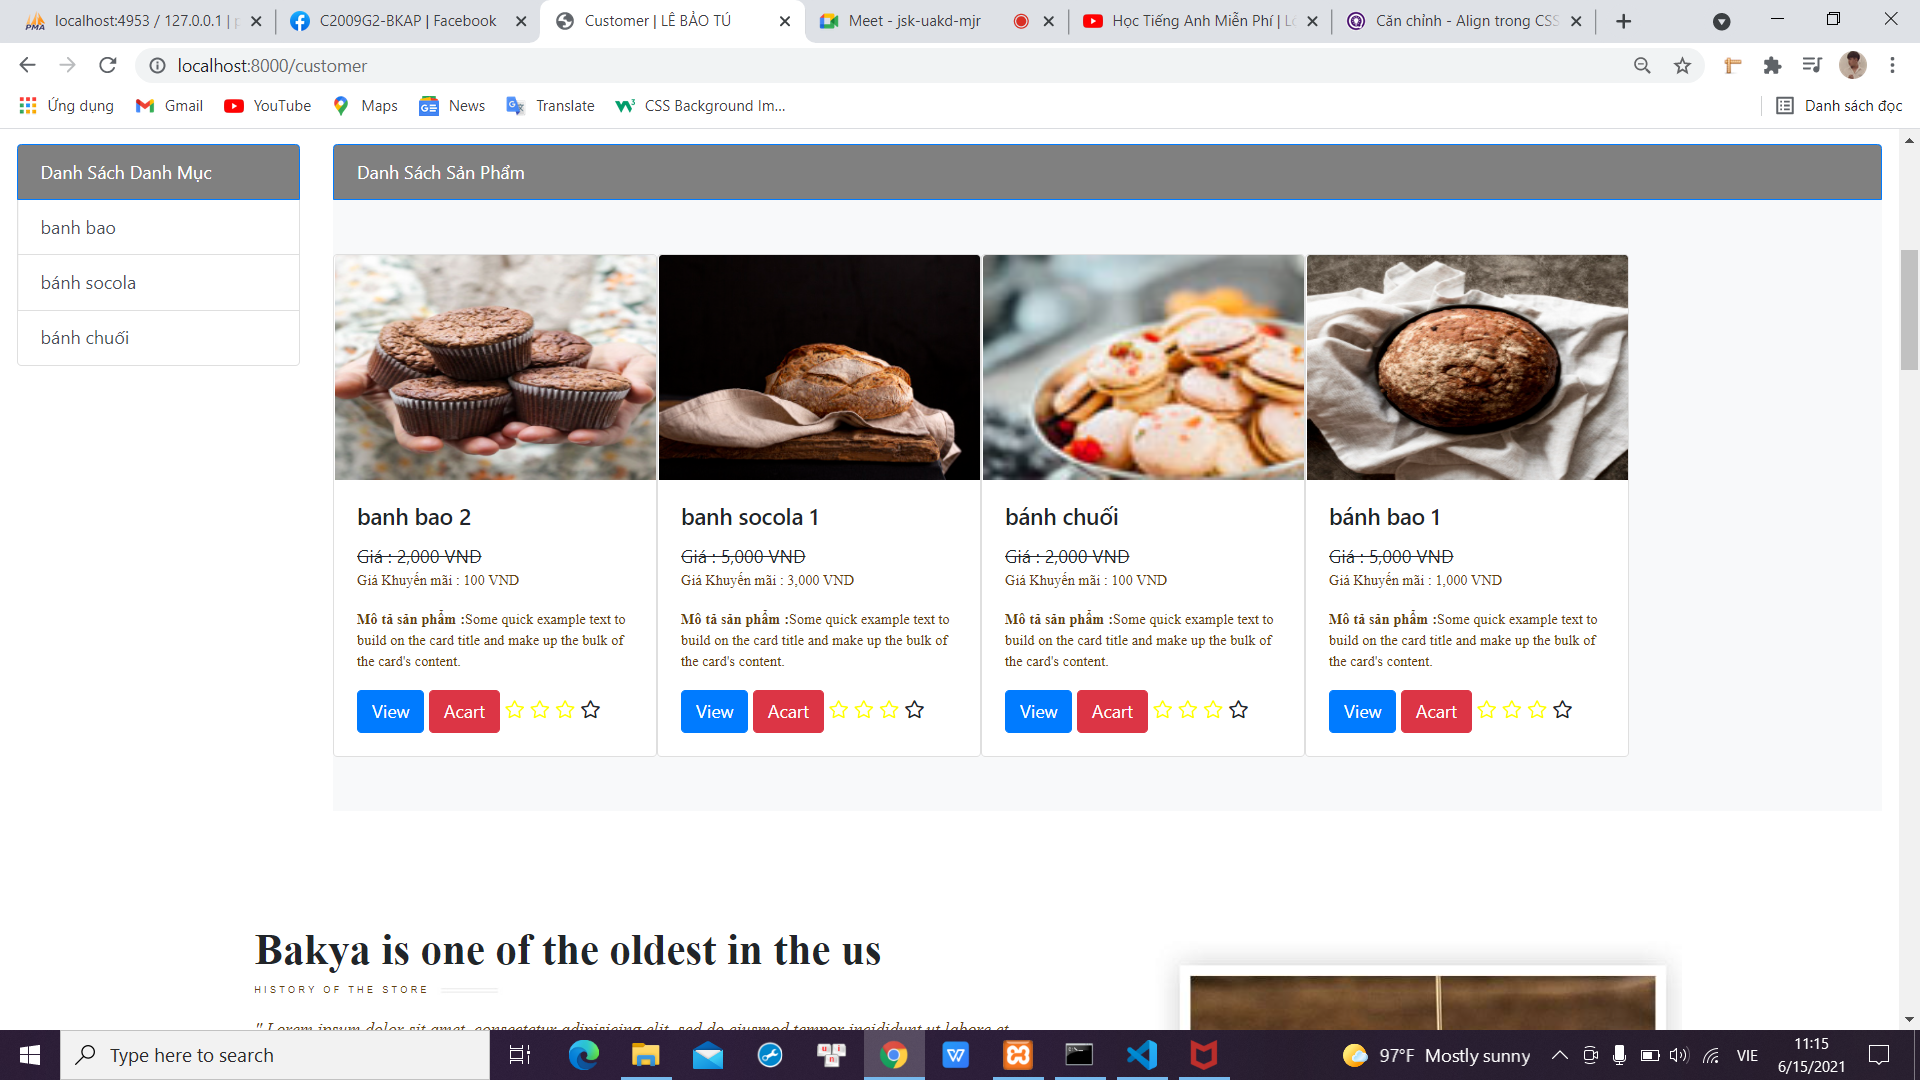 localhost:4953 / 127.0.0.1 | p
C2009G2-BKAP | Facebook
Customer | LÊ BẢO TÚ
Meet - jsk-uakd-mjr
Học Tiếng Anh Miễn Phí | Lo
Căn chỉnh - Align trong CSS
localhost:8000/customer
Ứng dụng
Gmail
YouTube
Maps
News
Translate
CSS Background Im...
Danh sách đọc
Danh Sách Danh Mục
banh bao
bánh socola
bánh chuối
Danh Sách Sản Phẩm
banh bao 2
Giá : 2,000 VND
Giá Khuyến mãi : 100 VND
Mô tả sản phẩm :Some quick example text to
build on the card title and make up the bulk of
the card's content.
View
Acart
banh socola 1
Giá : 5,000 VND
Giá Khuyến mãi : 3,000 VND
Mô tả sản phẩm :Some quick example text to
build on the card title and make up the bulk of
the card's content.
View
Acart
bánh chuối
Giá : 2,000 VND
Giá Khuyến mãi : 100 VND
Mô tả sản phẩm :Some quick example text to
build on the card title and make up the bulk of
the card's content.
View
Acart
bánh bao 1
Giá : 5,000 VND
Giá Khuyến mãi : 1,000 VND
Mô tả sản phẩm :Some quick example text to
build on the card title and make up the bulk of
the card's content.
View
Acart
Bakya is one of the oldest in the us
HISTORY OF THE STORE
" Lorem ipsum dolor sit amet, consectetur adipisicing elit, sed do eiusmod tempor incididunt ut labore et
Type here to search
97°F Mostly sunny
VIE
11:15
6/15/2021